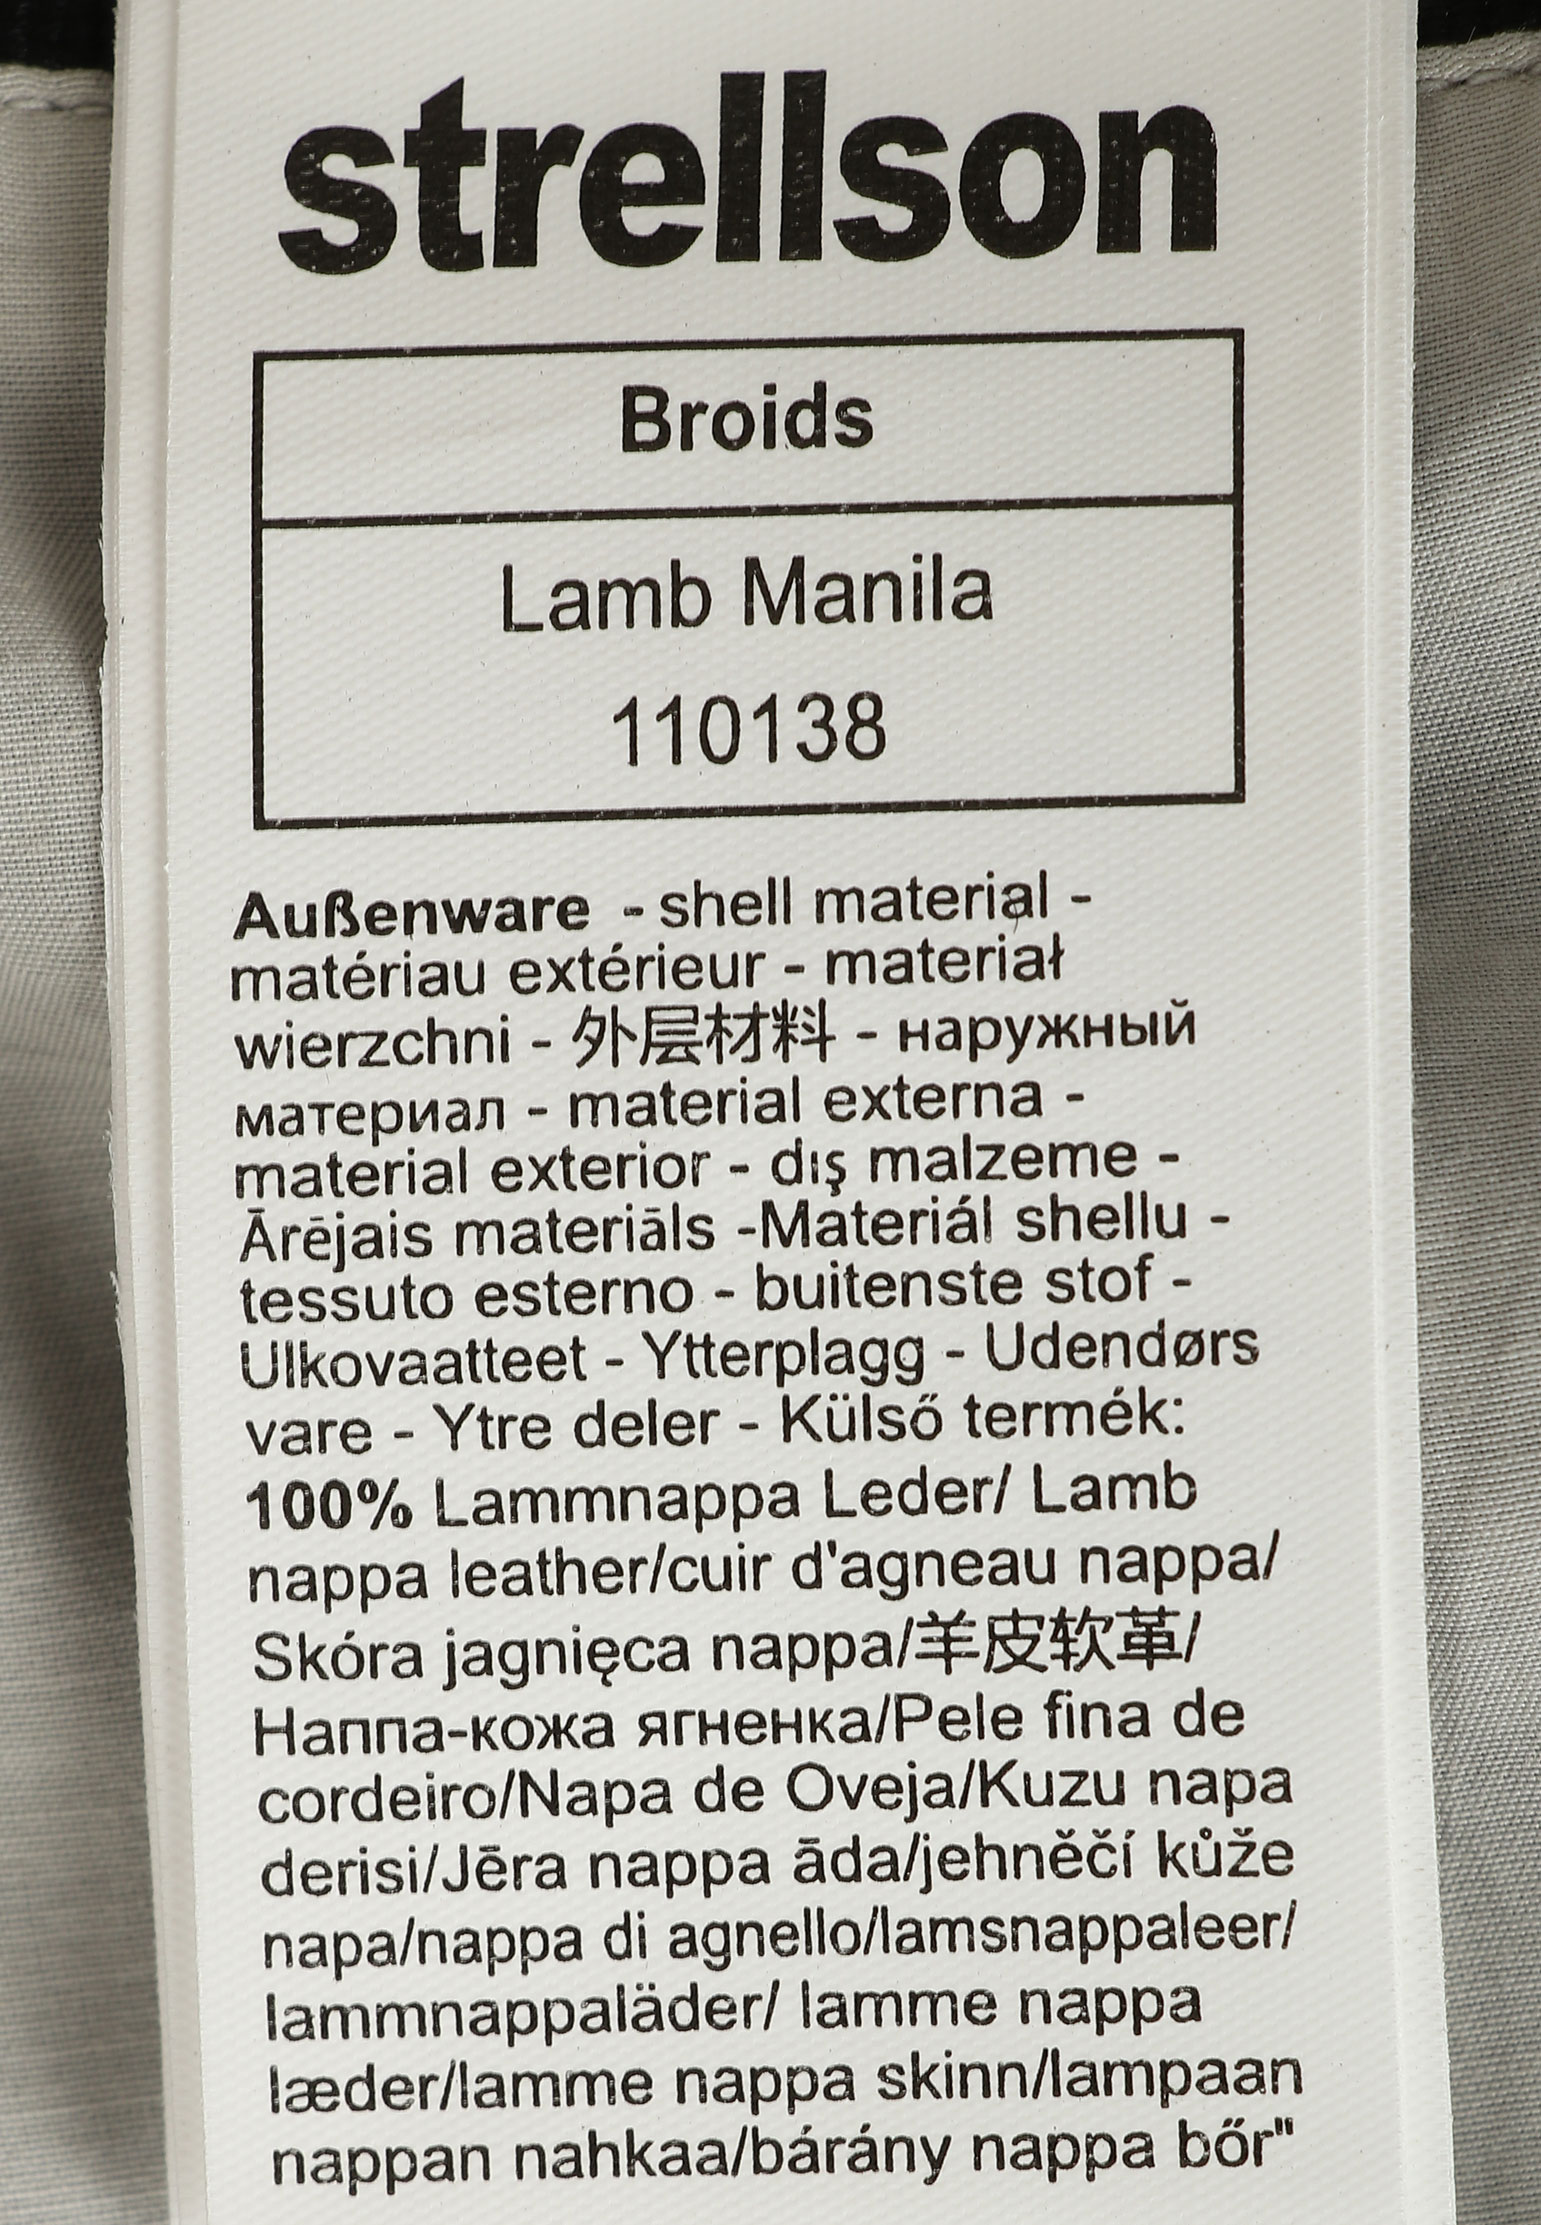 strellson
Broids
Lamb Manila
110138
Außenware - shell material -
matériau extérieur - materiał
wierzchni - 外层材料 - наружный
материал - material externa -
material exterior - dış malzeme -
Ārējais materiāls -Materiál shellu -
tessuto esterno - buitenste stof -
Ulkovaatteet - Ytterplagg - Udendørs
vare - Ytre deler - Külső termék:
100% Lammnappa Leder/ Lamb
nappa leather/cuir d'agneau nappa/
Skóra jagnięca nappa/羊皮软革/
Наппа-кожа ягненка/Pele fina de
cordeiro/Napa de Oveja/Kuzu napa
derisi/Jēra nappa āda/jehněčí kůže
napa/nappa di agnello/lamsnappaleer/
lammnappaläder/ lamme nappa
læder/lamme nappa skinn/lampaan
nappan nahkaa/bárány nappa bőr"